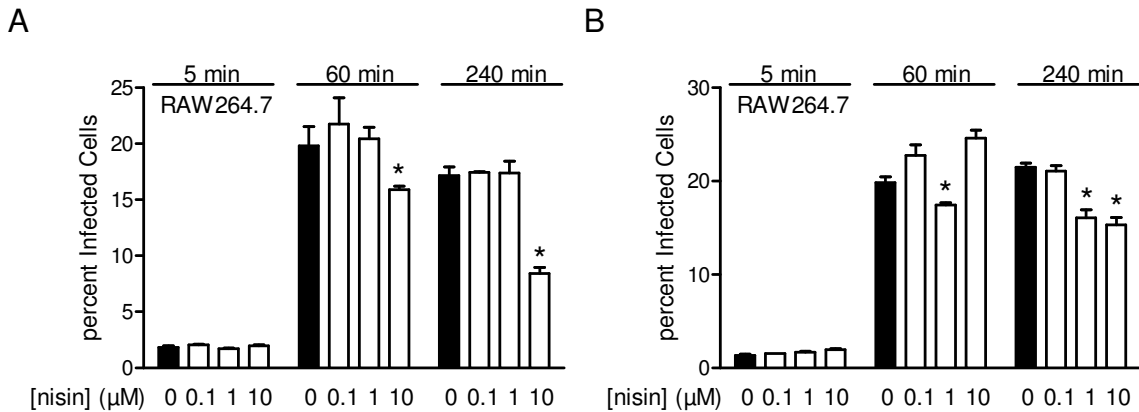 A
5 min 60 min 240 min
RAW264.7
percent Infected Cells
25
20
15
10
5
0
*
*
[nisin] (µM) 0 0.1 1 10 0 0.1 1 10 0 0.1 1 10
B
5 min 60 min 240 min
RAW264.7
percent Infected Cells
30
20
10
0
*
* *
[nisin] (µM) 0 0.1 1 10 0 0.1 1 10 0 0.1 1 10